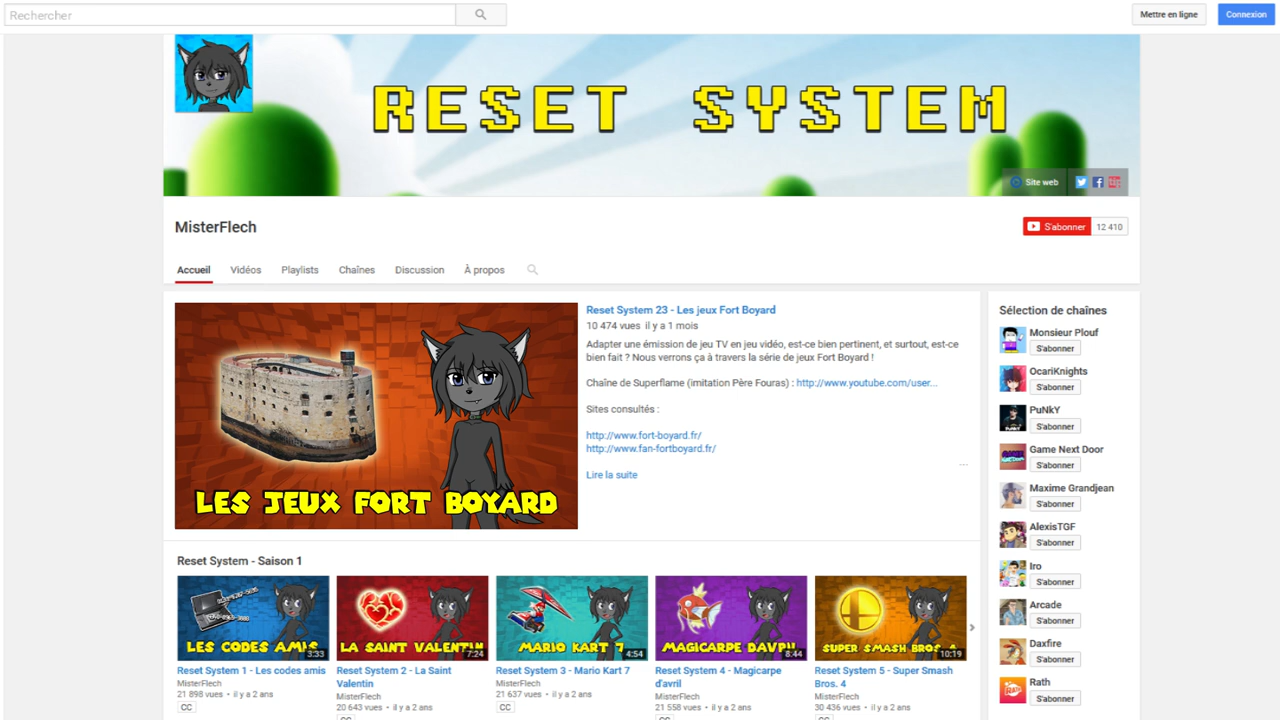 Rechercher
Mettre en ligne
Connexion
RESET SYSTEM
Site web
MisterFlech
S'abonner
12 410
Accueil
Vidéos
Playlists
Chaînes
Discussion
À propos
LES JEUX FORT BOYARD
Reset System 23 - Les jeux Fort Boyard
10 474 vues il y a 1 mois
Adapter une émission de jeu TV en jeu vidéo, est-ce bien pertinent, et surtout, est-ce
bien fait ? Nous verrons ça à travers la série de jeux Fort Boyard !
Chaîne de Superflame (imitation Père Fouras) : http://www.youtube.com/user...
Sites consultés :
http://www.fort-boyard.fr/
http://www.fan-fortboyard.fr/
Lire la suite
Sélection de chaînes
Monsieur Plouf
S'abonner
OcariKnights
S'abonner
PuNkY
S'abonner
Game Next Door
S'abonner
Maxime Grandjean
S'abonner
AlexisTGF
S'abonner
Iro
S'abonner
Arcade
S'abonner
Daxfire
S'abonner
Rath
S'abonner
Reset System - Saison 1
LES CODES AMIS
3:33
LA SAINT VALENTIN
7:24
MARIO KART 7
4:54
MAGICARPE D'AVRIL
8:44
SUPER SMASH BROS. 4
10:19
Reset System 1 - Les codes amis
MisterFlech
21 898 vues • il y a 2 ans
CC
Reset System 2 - La Saint
Valentin
MisterFlech
20 643 vues • il y a 2 ans
CC
Reset System 3 - Mario Kart 7
MisterFlech
21 637 vues • il y a 2 ans
CC
Reset System 4 - Magicarpe
d'avril
MisterFlech
21 558 vues • il y a 2 ans
CC
Reset System 5 - Super Smash
Bros. 4
MisterFlech
30 436 vues • il y a 2 ans
CC